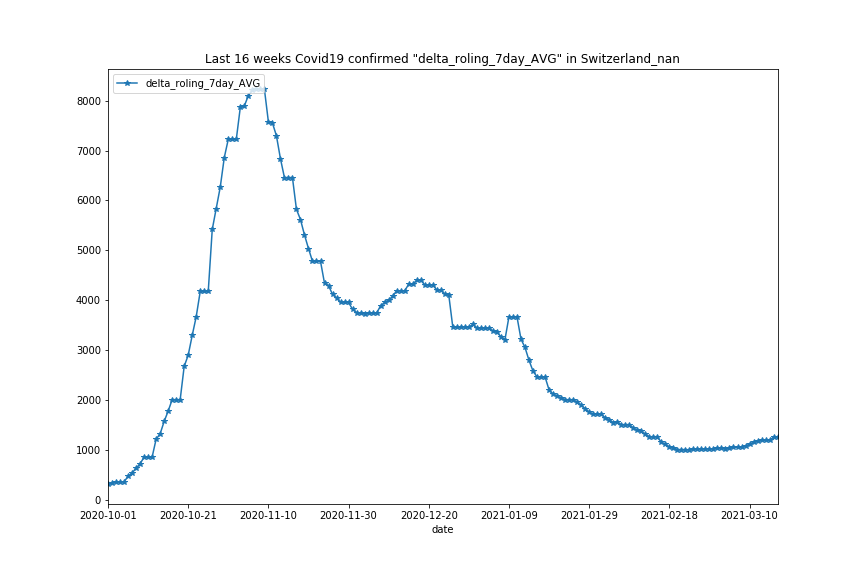 Last 16 weeks Covid19 confirmed "delta_roling_7day_AVG" in Switzerland_nan
delta_roling_7day_AVG
8000
7000
6000
5000
4000
3000
2000
1000
0
2020-10-01 2020-10-21 2020-11-10 2020-11-30 2020-12-20 2021-01-09 2021-01-29 2021-02-18 2021-03-10
date